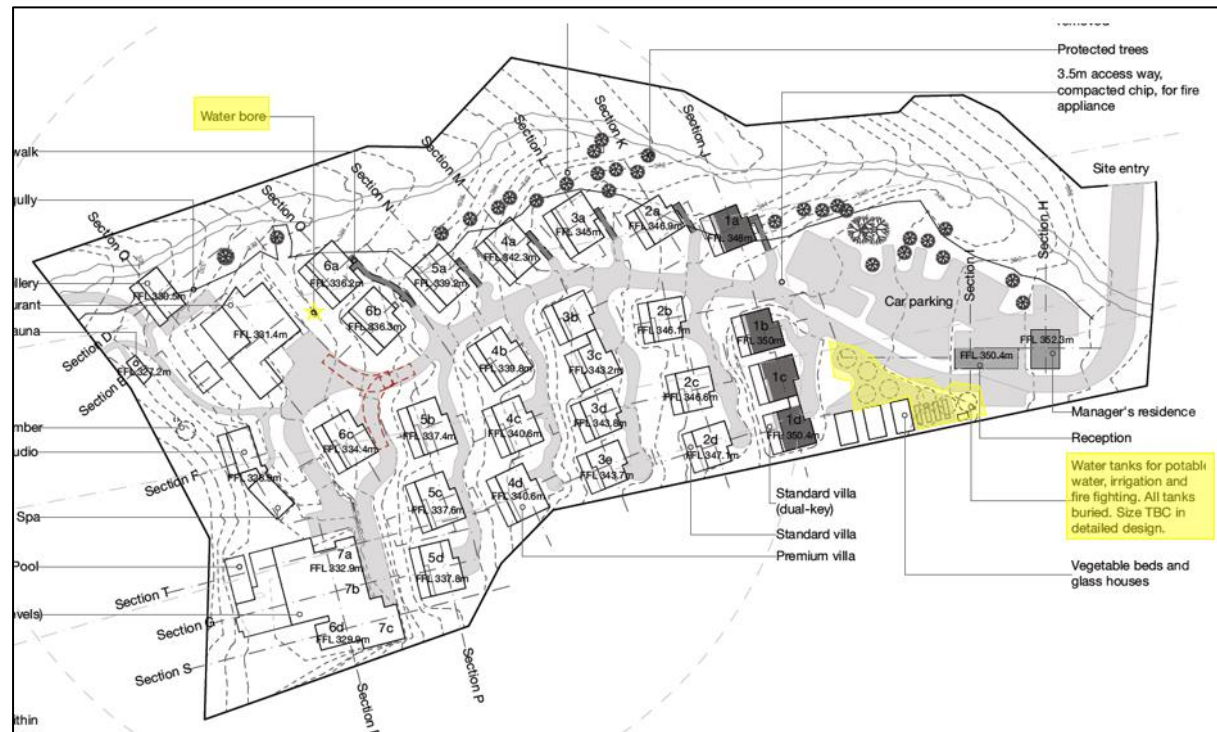 removed
Protected trees
3.5m access way,
compacted chip, for fire
appliance
Water bore
walk
Section L
Section K
Section J
Section M
Site entry
Section N
gully
Section O
Section Q
3a
FFL 345m
2a
FFL 346.9m
1a
FFL 348m
4a
FFL 342.3m
Section H
Section I
6a
FFL 336.2m
5a
FFL 339.2m
illery
urant
FFL 331.4m
6b
FFL 336.3m
Car parking
3b
2b
FFL 346.1m
1b
FFL 350m
auna
Section D
FFL 327.2m
Section E
4b
FFL 339.8m
3c
FFL 343.2m
FFL 350.4m
FFL 352.3m
2c
FFL 346.6m
1c
Manager's residence
mber
udio
6c
FFL 334.4m
5b
FFL 337.4m
4c
FFL 340.6m
3d
FFL 343.8m
2d
FFL 347.1m
1d
FFL 350.4m
Reception
Section F
3e
FFL 343.7m
Water tanks for potable
water, irrigation and
fire fighting. All tanks
buried. Size TBC in
detailed design.
5c
FFL 337.6m
4d
FFL 340.6m
Standard villa
(dual-key)
Spa
Standard villa
Premium villa
Pool
7a
FFL 332.9m
5d
FFL 337.8m
Vegetable beds and
glass houses
Section T
7b
vels)
Section G
6d
FFL 329.9m
7c
Section S
Section P
Section
ithin